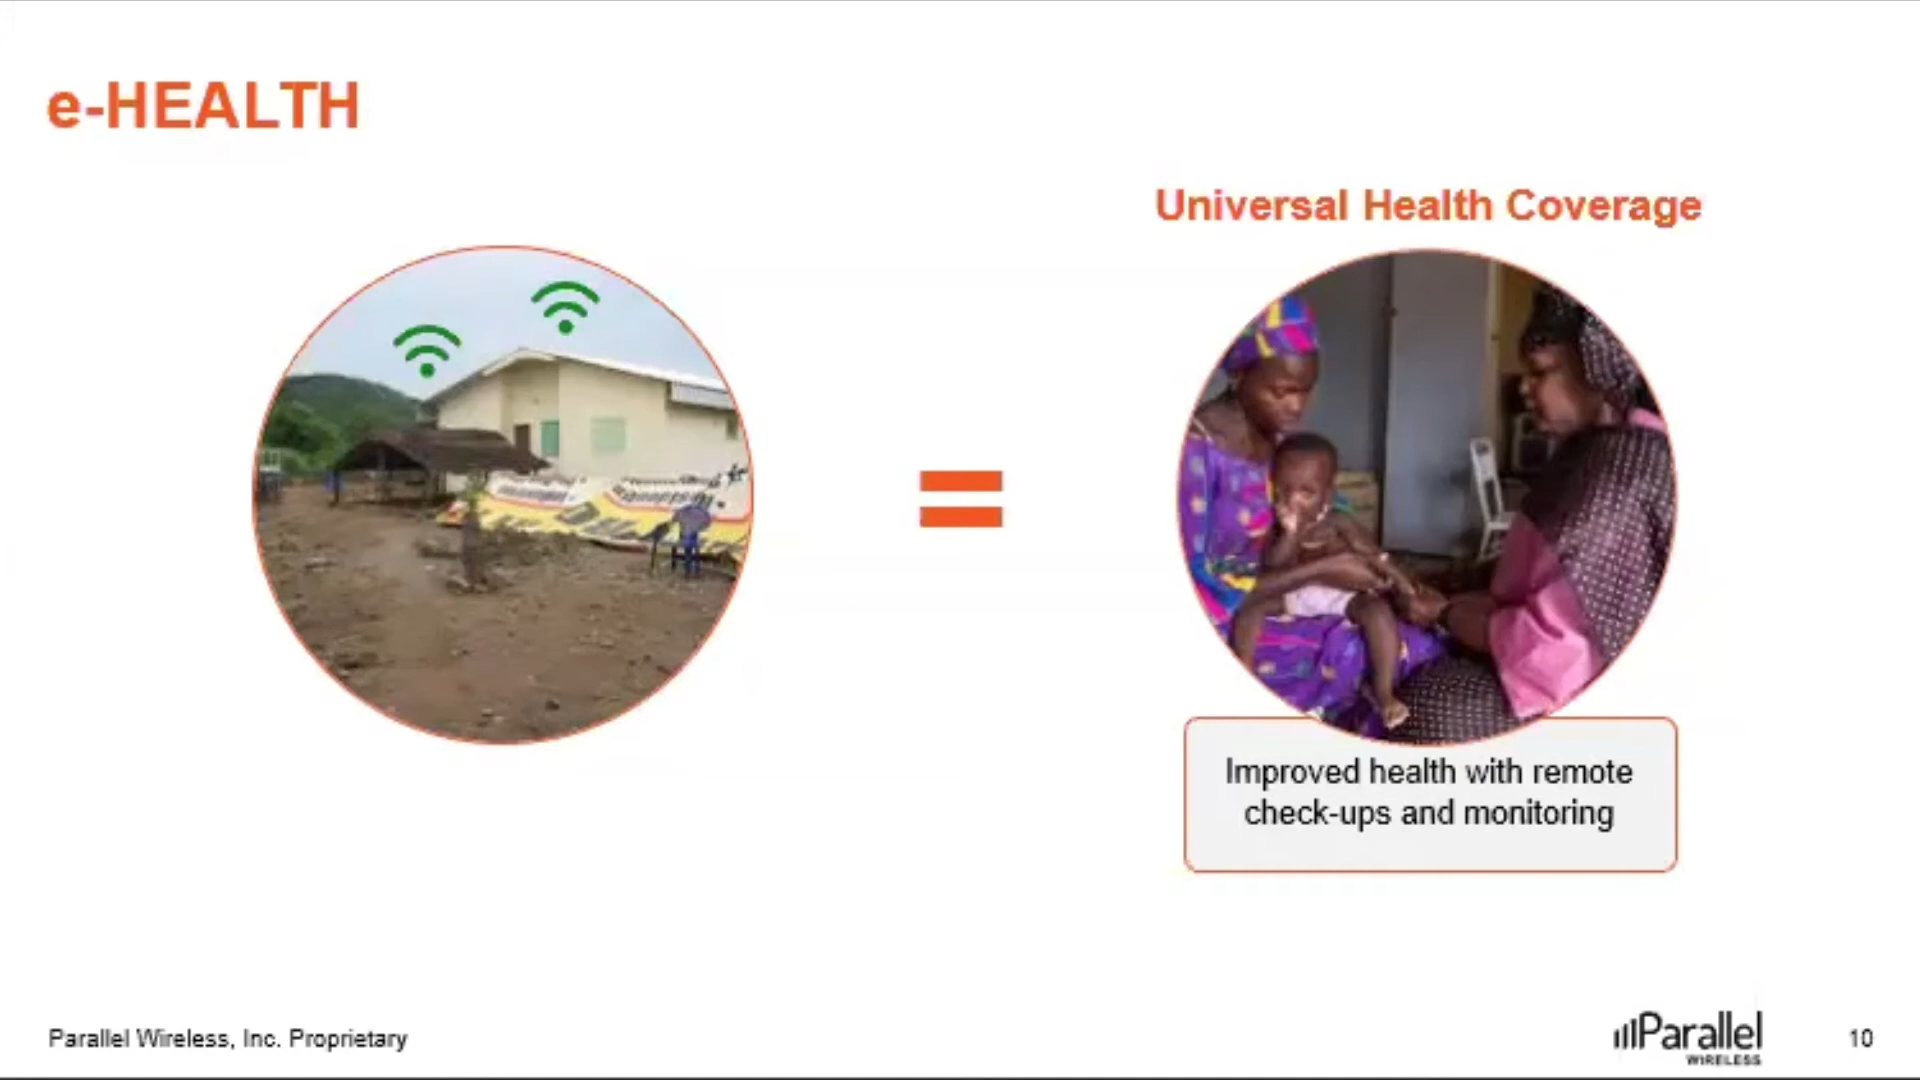 e-HEALTH
Universal Health Coverage
Improved health with remote
check-ups and monitoring
Parallel Wireless, Inc. Proprietary
Parallel
WIRELESS
10